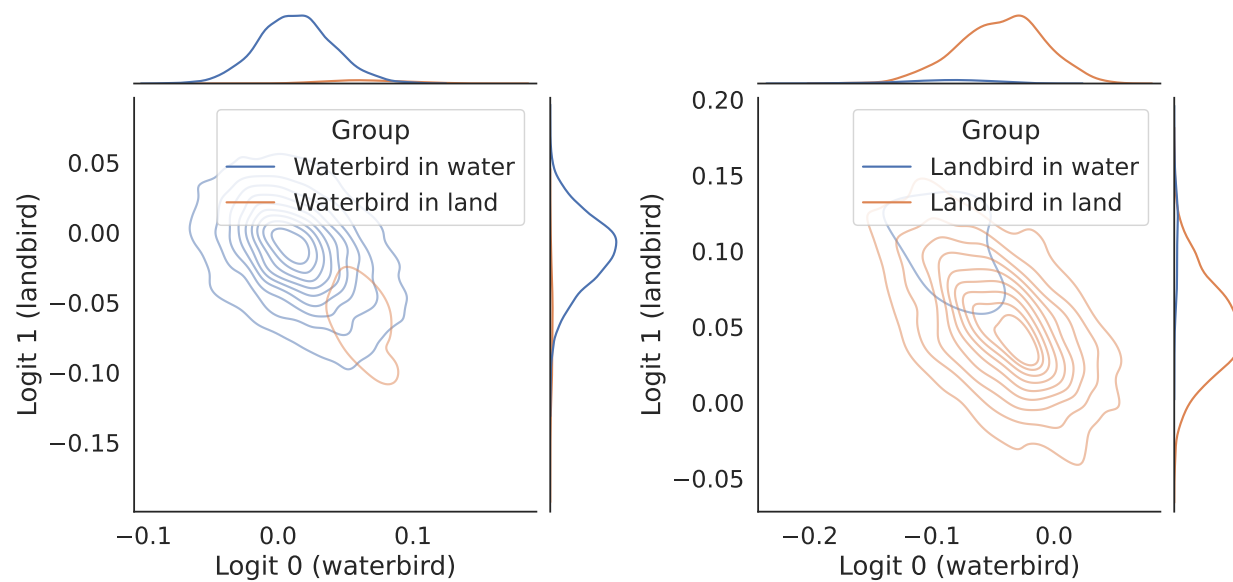 Group
Waterbird in water
Waterbird in land
0.05
0.00
−0.05
−0.10
−0.15
Logit 1 (landbird)
−0.1
0.0
0.1
Logit 0 (waterbird)
Group
Landbird in water
Landbird in land
0.20
0.15
0.10
0.05
0.00
−0.05
Logit 1 (landbird)
−0.2
−0.1
0.0
Logit 0 (waterbird)